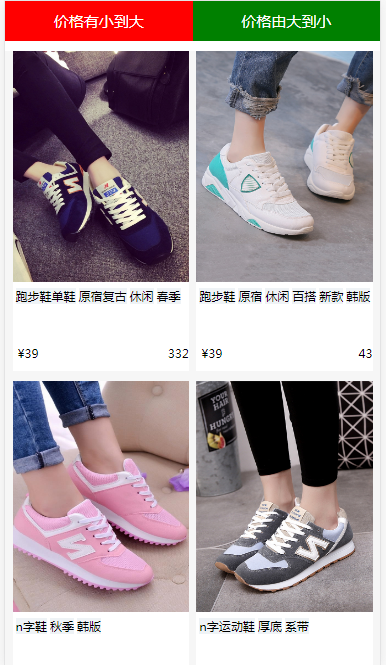 价格有小到大
价格由大到小
跑步鞋单鞋 原宿复古 休闲 春季
跑步鞋 原宿 休闲 百搭 新款 韩版
¥39
332
¥39
43
YOUR
HAIR
HUNGER
n字鞋 秋季 韩版
n字运动鞋 厚底 系带